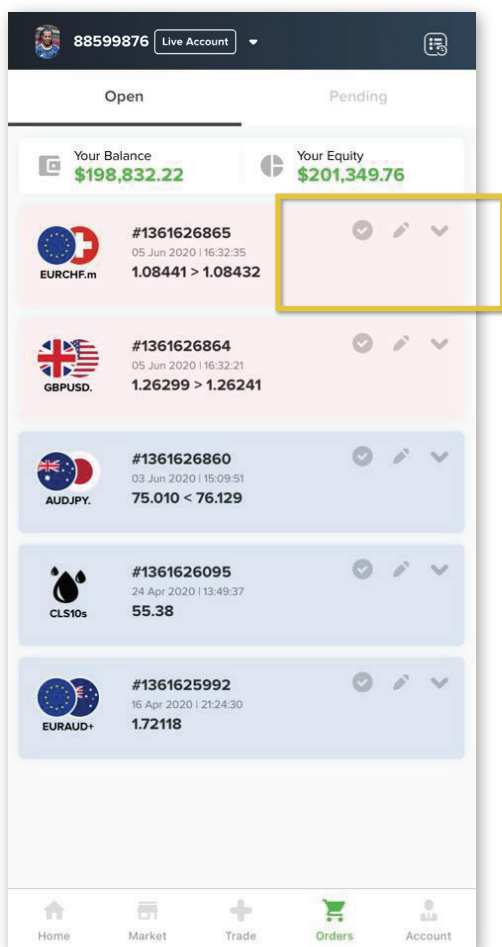 88599876 Live Account
Open Pending
Your Balance Your Equity
$198,832.22 $201,349.76
#1361626865
05 Jun 2020 | 16:32:35
EURCHF.m 1.08441 > 1.08432
#1361626864
05 Jun 2020 | 16:32:21
GBPUSD. 1.26299 > 1.26241
#1361626860
03 Jun 2020 | 15:09:51
AUDJPY. 75.010 < 76.129
#1361626095
24 Apr 2020 | 13:49:37
CLS10s 55.38
#1361625992
16 Apr 2020 | 21:24:30
EURAUD+ 1.72118
Home Market Trade Orders Account